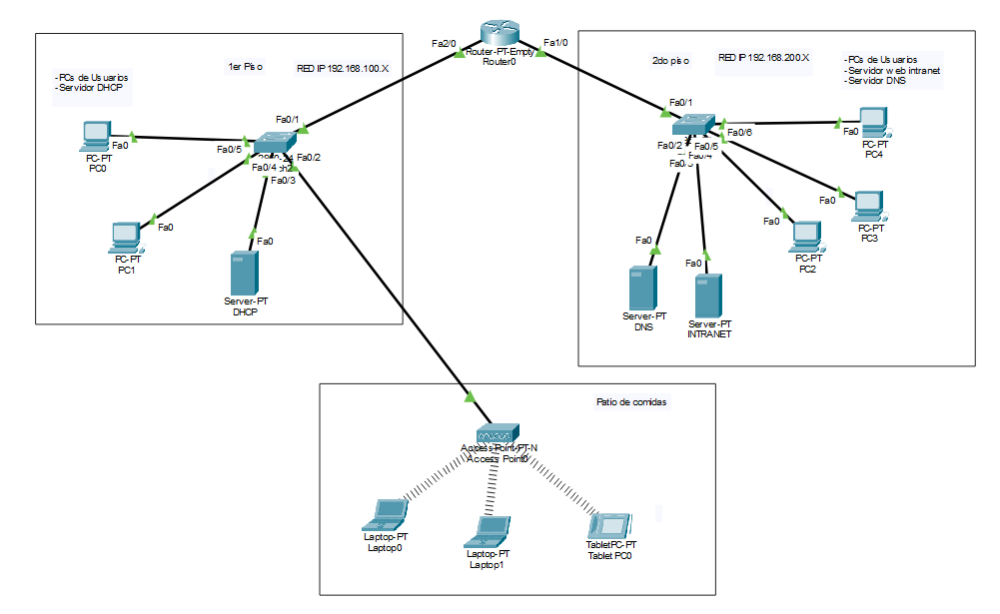 Router-PT-Empty
Router0
Fa2/0
Fa1/0
1er Piso
RED IP 192.168.100.X
- PCs de Usuarios
- Servidor DHCP
Fa0/1
Fa0/5
Fa0/2
Fa0/4
Fa0/3
Fa0
PC-PT
PC0
Fa0
PC-PT
PC1
Fa0
Server-PT
DHCP
2do piso
RED IP 192.168.200.X
- PCs de Usuarios
- Servidor web intranet
- Servidor DNS
Fa0/1
Fa0/6
Fa0/2
Fa0/5
Fa0/4
Fa0/3
Fa0
PC-PT
PC4
Fa0
PC-PT
PC3
Fa0
PC-PT
PC2
Fa0
Server-PT
DNS
Fa0
Server-PT
INTRANET
Patio de comidas
AccessPoint-PT-N
Access Point0
Laptop-PT
Laptop0
Laptop-PT
Laptop1
TabletPC-PT
Tablet PC0